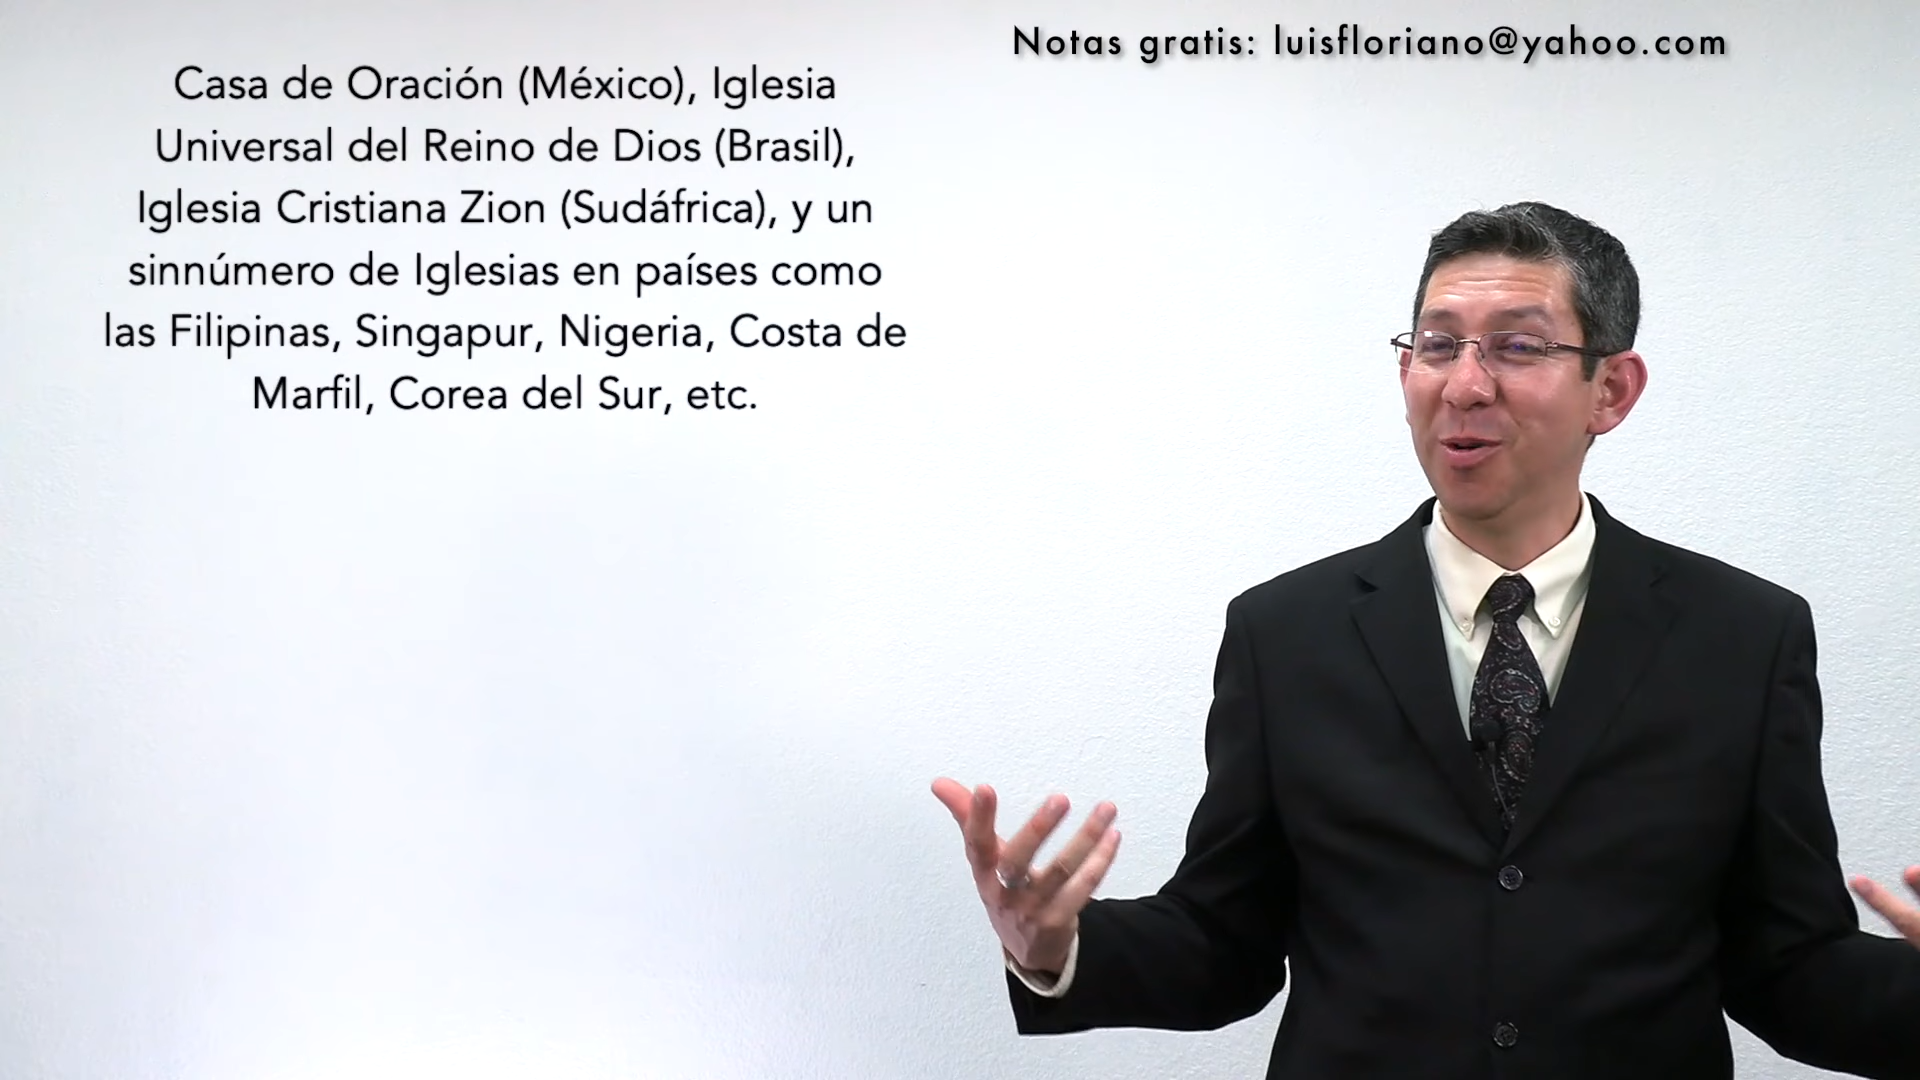 Notas gratis: luisfloriano@yahoo.com
Casa de Oración (México), Iglesia
Universal del Reino de Dios (Brasil),
Iglesia Cristiana Zion (Sudáfrica), y un
sinnúmero de Iglesias en países como
las Filipinas, Singapur, Nigeria, Costa de
Marfil, Corea del Sur, etc.